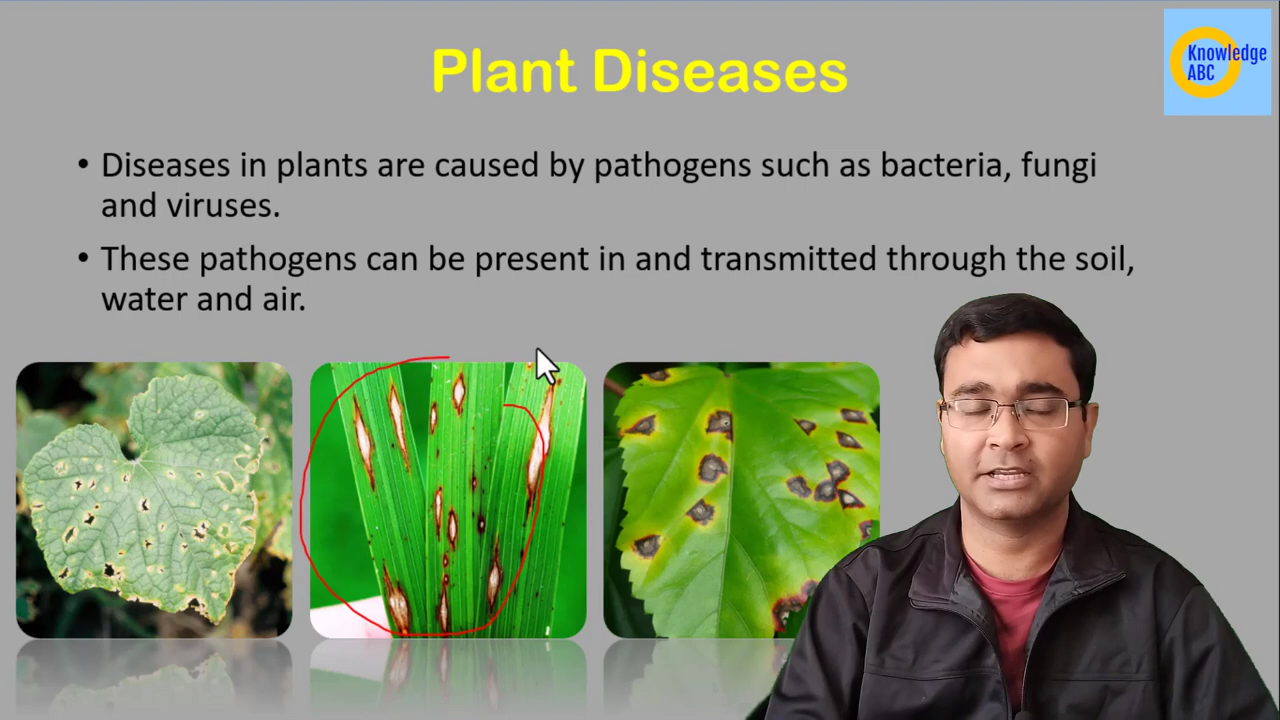 Plant Diseases
Knowledge
ABC
• Diseases in plants are caused by pathogens such as bacteria, fungi
and viruses.
• These pathogens can be present in and transmitted through the soil,
water and air.